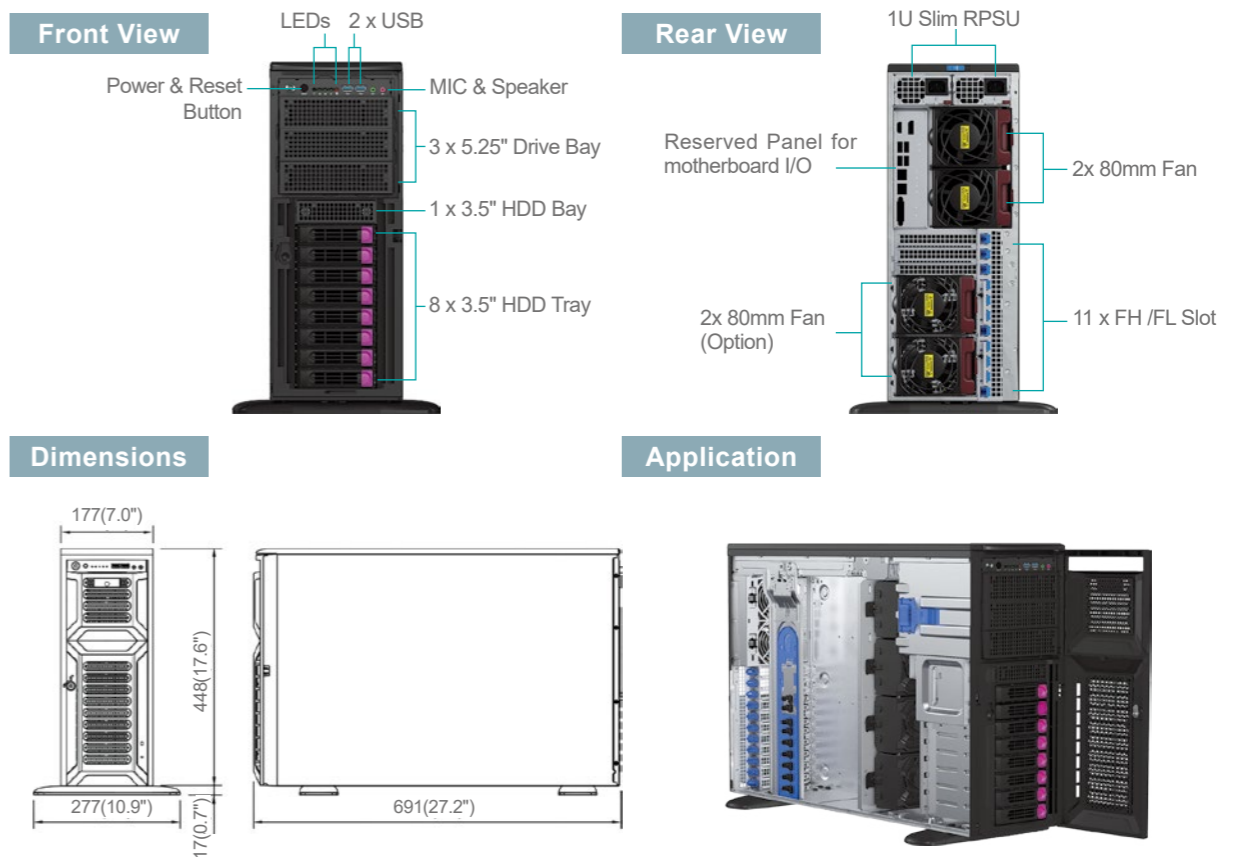 Front View
LEDs
2 x USB
Power & Reset
Button
MIC & Speaker
3 x 5.25" Drive Bay
1 x 3.5" HDD Bay
8 x 3.5" HDD Tray
Rear View
1U Slim RPSU
Reserved Panel for
motherboard I/O
2x 80mm Fan
2x 80mm Fan
(Option)
11 x FH /FL Slot
Dimensions
177(7.0")
448(17.6")
277(10.9")
17(0.7")
691(27.2")
Application